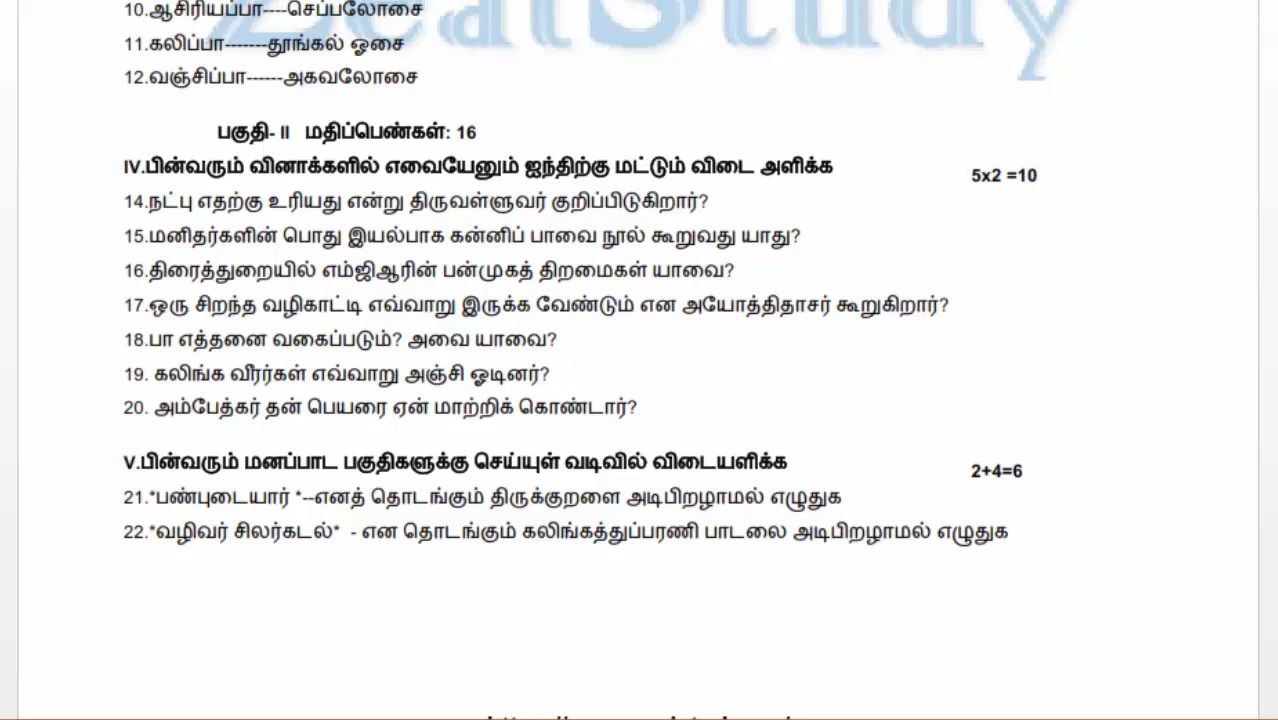 ZealStudy
10.ஆசிரியப்பா----செப்பலோசை
11.கலிப்பா-------தூங்கல் ஓசை
12.வஞ்சிப்பா------அகவலோசை
பகுதி- II மதிப்பெண்கள்: 16
IV.பின்வரும் வினாக்களில் எவையேனும் ஐந்திற்கு மட்டும் விடை அளிக்க 5x2 =10
14.நட்பு எதற்கு உரியது என்று திருவள்ளுவர் குறிப்பிடுகிறார்?
15.மனிதர்களின் பொது இயல்பாக கன்னிப் பாவை நூல் கூறுவது யாது?
16.திரைத்துறையில் எம்ஜிஆரின் பன்முகத் திறமைகள் யாவை?
17.ஒரு சிறந்த வழிகாட்டி எவ்வாறு இருக்க வேண்டும் என அயோத்திதாசர் கூறுகிறார்?
18.பா எத்தனை வகைப்படும்? அவை யாவை?
19. கலிங்க வீரர்கள் எவ்வாறு அஞ்சி ஓடினர்?
20. அம்பேத்கர் தன் பெயரை ஏன் மாற்றிக் கொண்டார்?
V.பின்வரும் மனப்பாட பகுதிகளுக்கு செய்யுள் வடிவில் விடையளிக்க 2+4=6
21.*பண்புடையார் *--எனத் தொடங்கும் திருக்குறளை அடிபிறழாமல் எழுதுக
22.*வழிவர் சிலர்கடல்* - என தொடங்கும் கலிங்கத்துப்பரணி பாடலை அடிபிறழாமல் எழுதுக